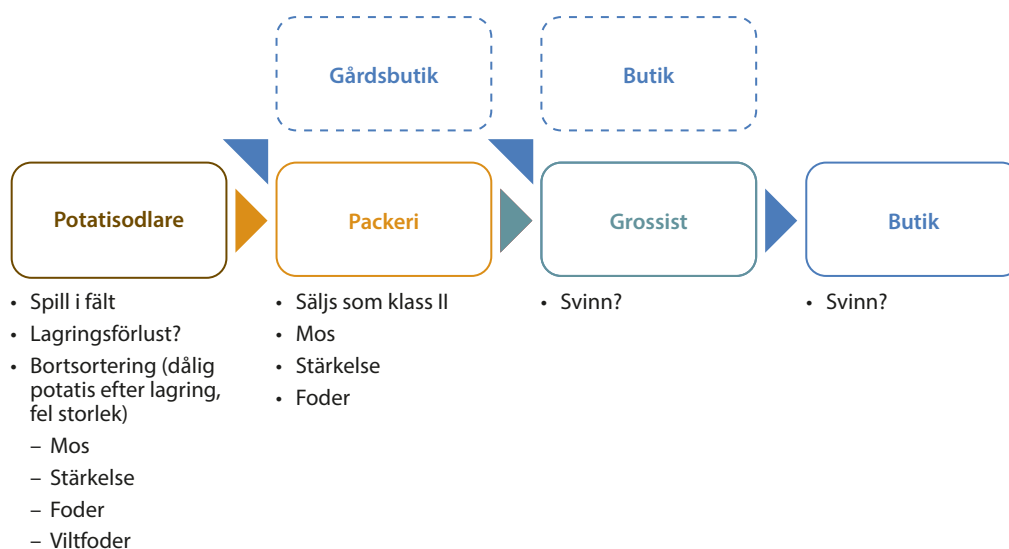 Gårdsbutik
Butik
Potatisodlare
Packeri
Grossist
Butik
• Spill i fält
• Lagringsförlust?
• Bortsortering (dålig
potatis efter lagring,
fel storlek)
– Mos
– Stärkelse
– Foder
– Viltfoder
• Säljs som klass II
• Mos
• Stärkelse
• Foder
• Svinn?
• Svinn?